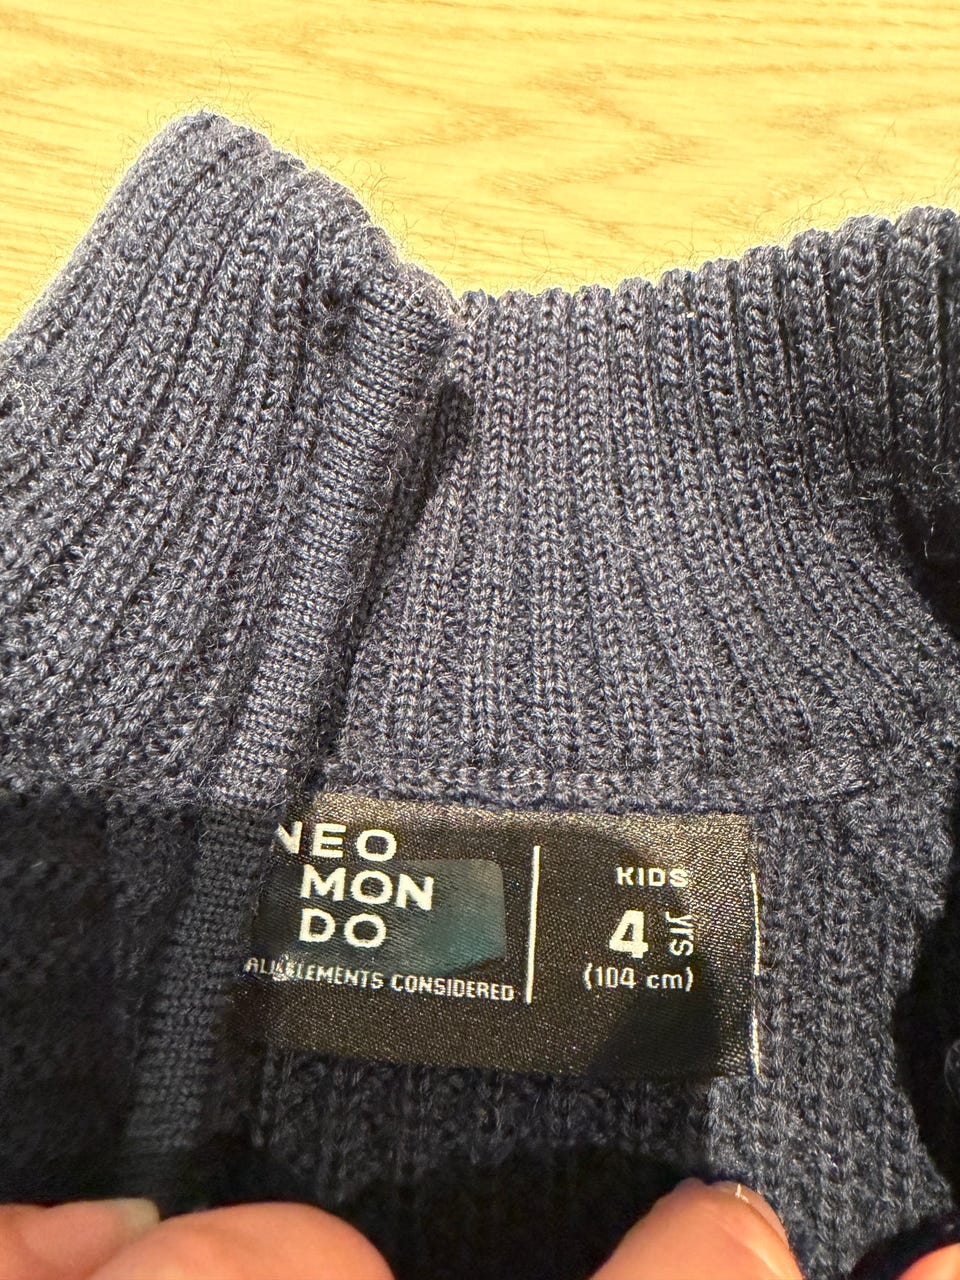 NEO
MON
DO
ALL ELEMENTS CONSIDERED
KIDS
4 yrs
(104 cm)